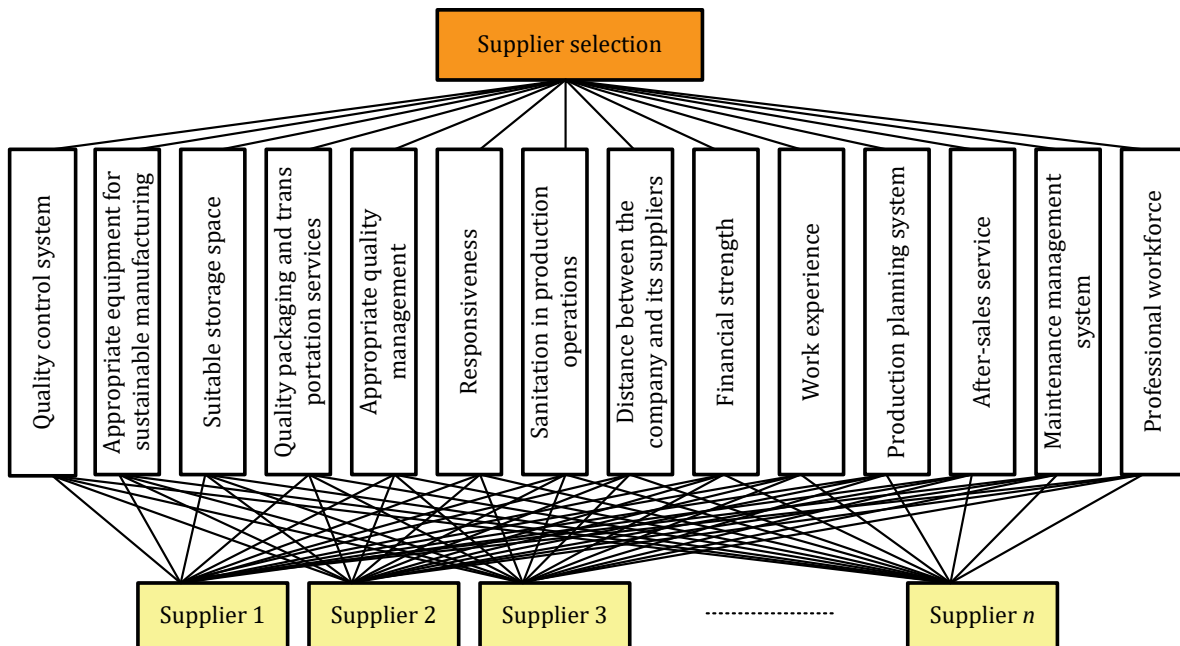 Supplier selection
Quality control system
Appropriate equipment for
sustainable manufacturing
Suitable storage space
Quality packaging and trans
portation services
Appropriate quality
management
Responsiveness
Sanitation in production
operations
Distance between the
company and its suppliers
Financial strength
Work experience
Production planning system
After-sales service
Maintenance management
system
Professional workforce
Supplier 1
Supplier 2
Supplier 3
Supplier n